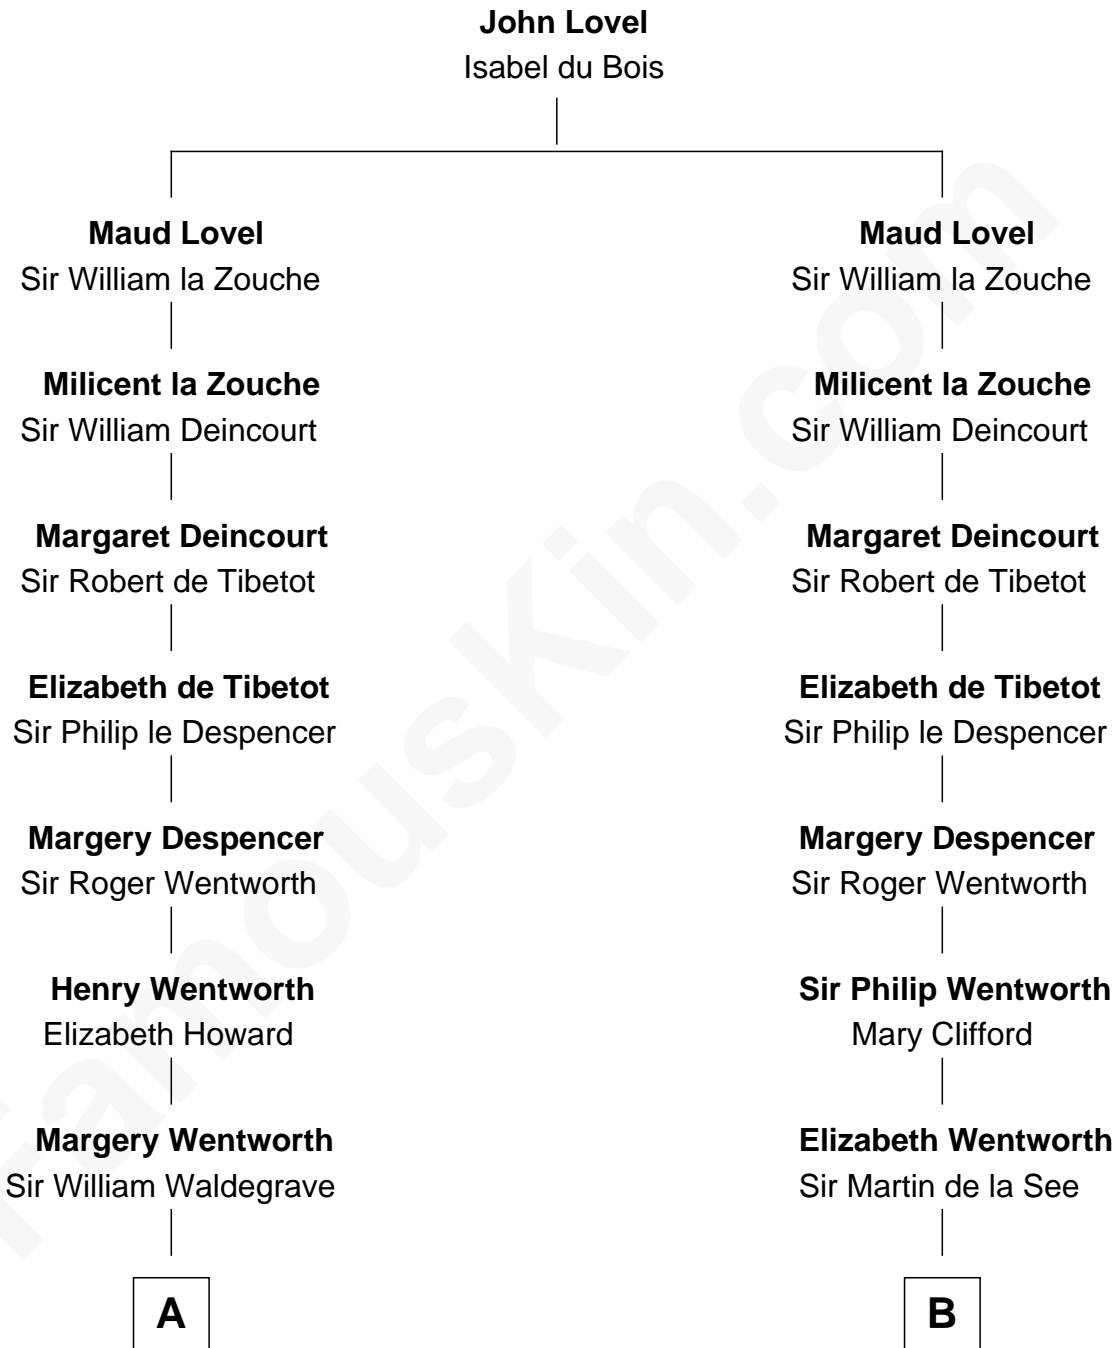 John Lovel
Isabel du Bois
Maud Lovel
Sir William la Zouche
Maud Lovel
Sir William la Zouche
Milicent la Zouche
Sir William Deincourt
Milicent la Zouche
Sir William Deincourt
Margaret Deincourt
Sir Robert de Tibetot
Margaret Deincourt
Sir Robert de Tibetot
Elizabeth de Tibetot
Sir Philip le Despencer
Elizabeth de Tibetot
Sir Philip le Despencer
Margery Despencer
Sir Roger Wentworth
Margery Despencer
Sir Roger Wentworth
Henry Wentworth
Elizabeth Howard
Sir Philip Wentworth
Mary Clifford
Margery Wentworth
Sir William Waldegrave
Elizabeth Wentworth
Sir Martin de la See
A
B
FamousKin.com